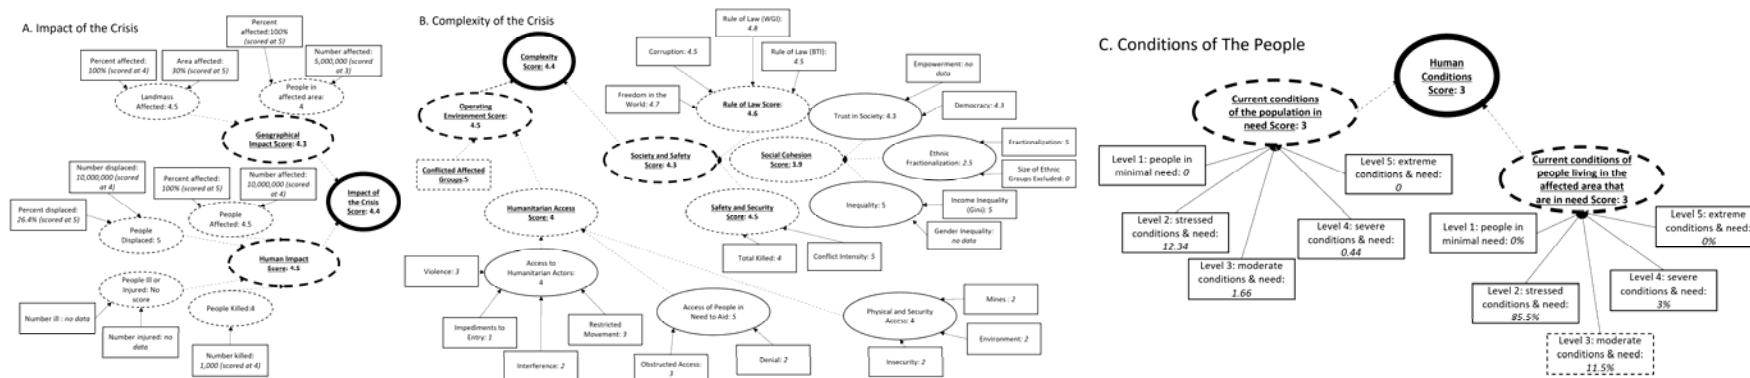 A. Impact of the Crisis
Percent
affected:100%
(scored at 5)
Number affected:
5,000,000 (scored
at 3)
Percent affected:
100% (scored at 4)
Area affected:
30% (scored at 5)
Landmass
Affected: 4.5
People in
affected area:
4
Geographical
Impact Score: 4.3
Number displaced:
10,000,000 (scored
at 4)
Percent affected:
100% (scored at 5)
Number affected:
10,000,000 (scored
at 4)
Impact of
the Crisis
Score: 4.4
Percent displaced:
26.4% (scored at 5)
People
Affected: 4.5
People
Displaced: 5
Human Impact
Score: 4.5
People Ill or
Injured: No
score
People Killed:4
Number ill : no data
Number injured: no
data
Number killed:
1,000 (scored at 4)
B. Complexity of the Crisis
Complexity
Score: 4.4
Operating
Environment Score:
4.5
Conflicted Affected
Groups:5
Rule of Law (WGI):
4.8
Corruption: 4.5
Rule of Law (BTI):
4.5
Freedom in the
World: 4.7
Rule of Law Score:
4.6
Empowerment: no
data
Democracy: 4.3
Trust in Society: 4.3
Society and Safety
Score: 4.3
Social Cohesion
Score: 3.9
Ethnic
Fractionalization: 2.5
Fractionalization: 5
Size of Ethnic
Groups Excluded: 0
Inequality: 5
Income Inequality
(Gini): 5
Gender Inequality:
no data
Humanitarian Access
Score: 4
Safety and Security
Score: 4.5
Total Killed: 4
Conflict Intensity: 5
Violence: 3
Access to
Humanitarian Actors:
4
Impediments to
Entry: 1
Interference: 2
Restricted
Movement: 3
Access of People in
Need to Aid: 5
Obstructed Access:
3
Denial: 2
Physical and Security
Access: 4
Mines : 2
Environment: 2
Insecurity: 2
C. Conditions of The People
Human
Conditions
Score: 3
Current conditions
of the population in
need Score: 3
Level 1: people in
minimal need: 0
Level 2: stressed
conditions & need:
12.34
Level 3: moderate
conditions & need:
1.66
Level 4: severe
conditions & need:
0.44
Level 5: extreme
conditions & need:
0
Current conditions of
people living in the
affected area that
are in need Score: 3
Level 1: people in
minimal need: 0%
Level 2: stressed
conditions & need:
85.5%
Level 3: moderate
conditions & need:
11.5%
Level 4: severe
conditions & need:
3%
Level 5: extreme
conditions & need:
0%